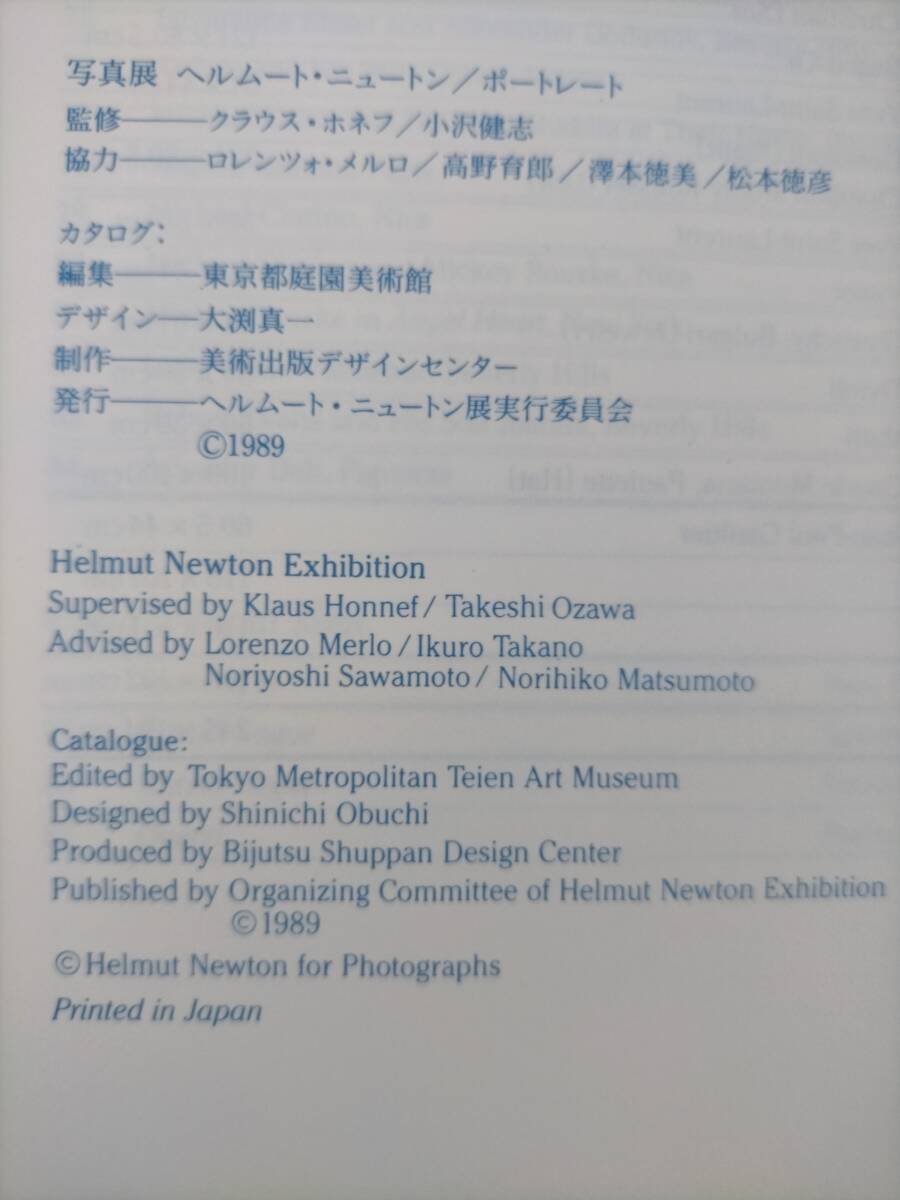 写真展 ヘルムート・ニュートン／ポートレート
監修―――クラウス・ホネフ／小沢健志
協力―――ロレンツォ・メルロ／高野育郎／澤本徳美／松本徳彦
カタログ：
編集―――東京都庭園美術館
デザイン―大渕真一
制作―――美術出版デザインセンター
発行―――ヘルムート・ニュートン展実行委員会
©1989
Helmut Newton Exhibition
Supervised by Klaus Honnef/Takeshi Ozawa
Advised by Lorenzo Merlo/Ikuro Takano
Noriyoshi Sawamoto/Norihiko Matsumoto
Catalogue:
Edited by Tokyo Metropolitan Teien Art Museum
Designed by Shinichi Obuchi
Produced by Bijutsu Shuppan Design Center
Published by Organizing Committee of Helmut Newton Exhibition
©1989
©Helmut Newton for Photographs
Printed in Japan